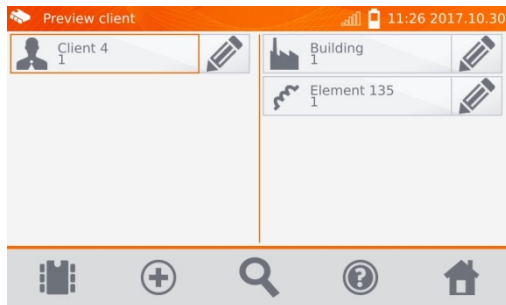 Preview client
11:26 2017.10.30
Client 4
1
Building
1
Element 135
1